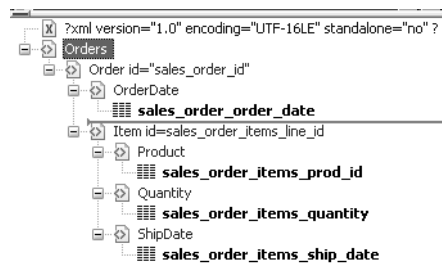 ?xml version="1.0" encoding="UTF-16LE" standalone="no" ?
Orders
Order id="sales_order_id"
OrderDate
sales_order_order_date
Item id=sales_order_items_line_id
Product
sales_order_items_prod_id
Quantity
sales_order_items_quantity
ShipDate
sales_order_items_ship_date